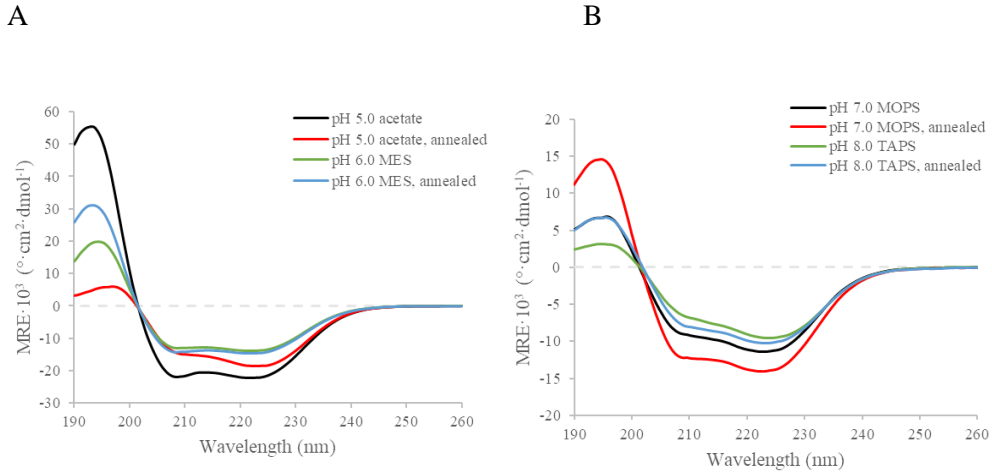 A
B
60
50
40
30
20
10
0
-10
-20
-30
MRE·10³ (°·cm²·dmol⁻¹)
pH 5.0 acetate
pH 5.0 acetate, annealed
pH 6.0 MES
pH 6.0 MES, annealed
190 200 210 220 230 240 250 260
Wavelength (nm)
20
15
10
5
0
-5
-10
-15
-20
MRE·10³ (°·cm²·dmol⁻¹)
pH 7.0 MOPS
pH 7.0 MOPS, annealed
pH 8.0 TAPS
pH 8.0 TAPS, annealed
190 200 210 220 230 240 250 260
Wavelength (nm)